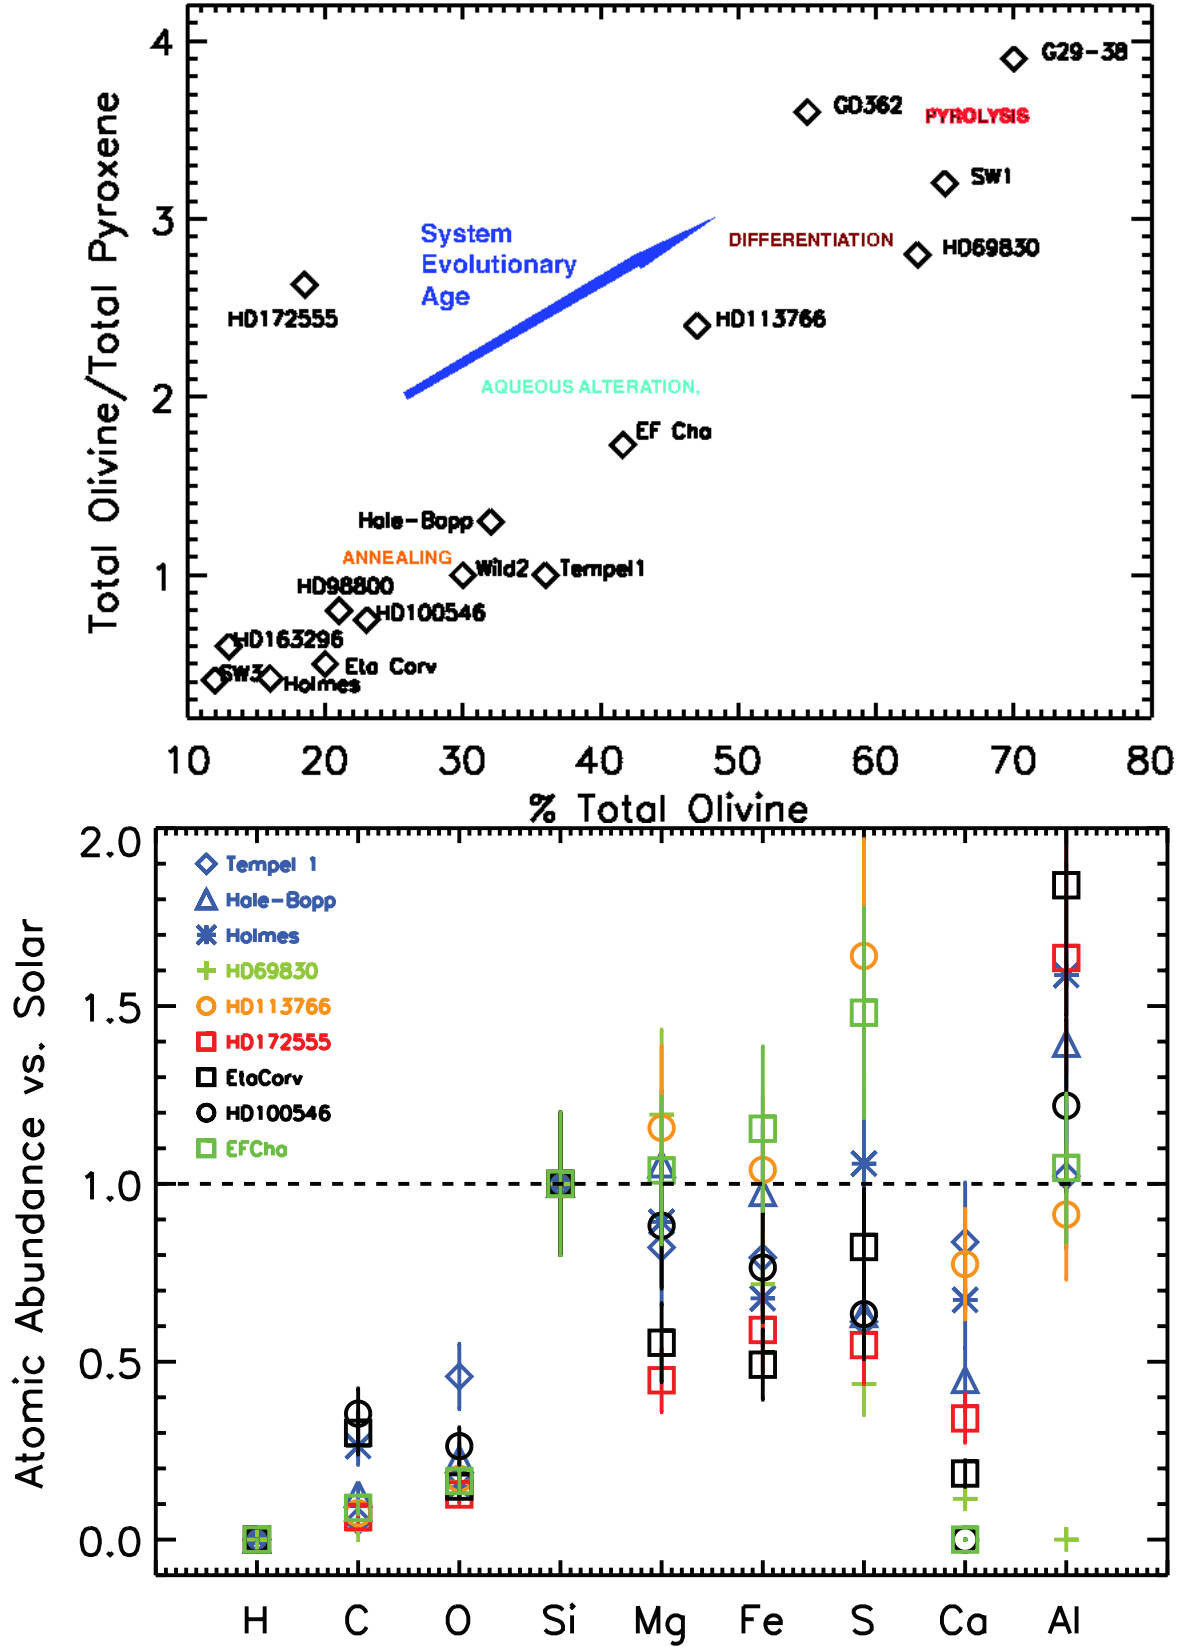 4
G29-38
GD362
PYROLYSIS
SW1
3
System
Evolutionary
Age
DIFFERENTIATION
HD69830
HD172555
HD113766
AQUEOUS ALTERATION,
2
EF Cha
Hale-Bopp
ANNEALING
Wild2
Tempel1
1
HD98800
HD100546
HD163296
Eta Corv
SW3
Holmes
Total Olivine/Total Pyroxene
10 20 30 40 50 60 70 80
% Total Olivine
2.0
Tempel 1
Hale-Bopp
Holmes
HD69830
HD113766
1.5
HD172555
EtaCorv
HD100546
EFCha
1.0
0.5
0.0
Atomic Abundance vs. Solar
H C O Si Mg Fe S Ca Al